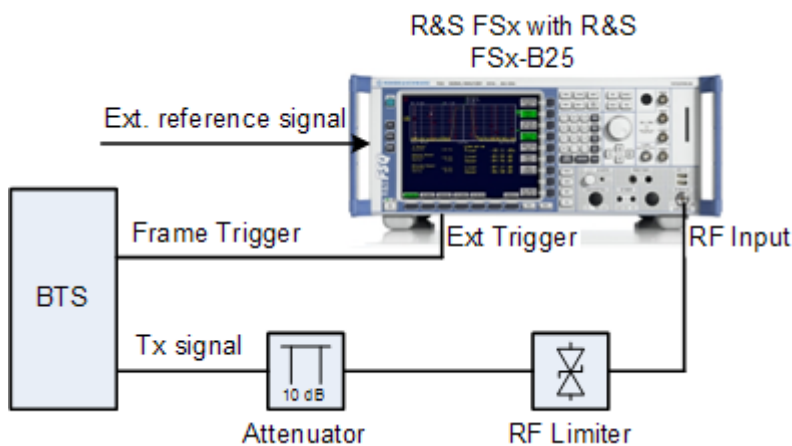 R&S FSx with R&S
FSx-B25
Ext. reference signal
FSQ
Frame Trigger
Ext Trigger
RF Input
BTS
Tx signal
10 dB
Attenuator
RF Limiter